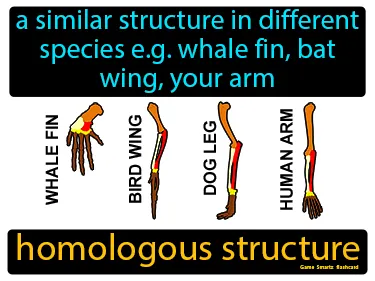 a similar structure in different
species e.g. whale fin, bat
wing, your arm
WHALE FIN
BIRD WING
DOG LEG
HUMAN ARM
homologous structure
Game Smartz flashcard